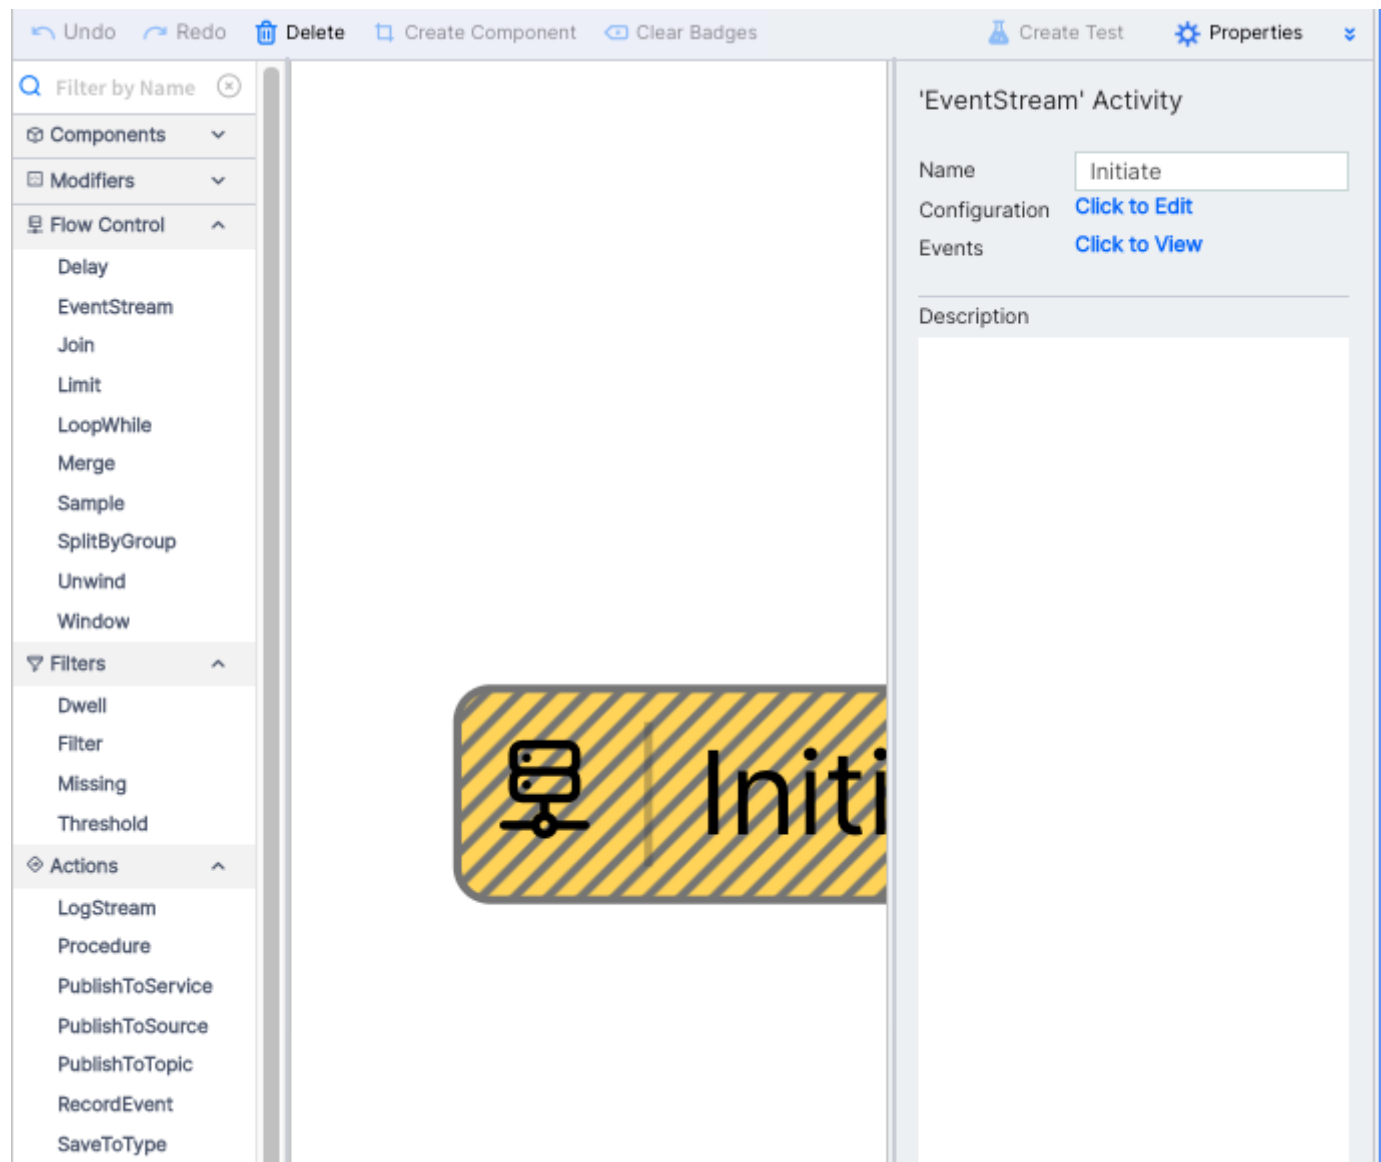 Undo Redo Delete Create Component Clear Badges Create Test Properties
Filter by Name
Components
Modifiers
Flow Control
Delay
EventStream
Join
Limit
LoopWhile
Merge
Sample
SplitByGroup
Unwind
Window
Filters
Dwell
Filter
Missing
Threshold
Actions
LogStream
Procedure
PublishToService
PublishToSource
PublishToTopic
RecordEvent
SaveToType
Initi
'EventStream' Activity
Name Initiate
Configuration Click to Edit
Events Click to View
Description